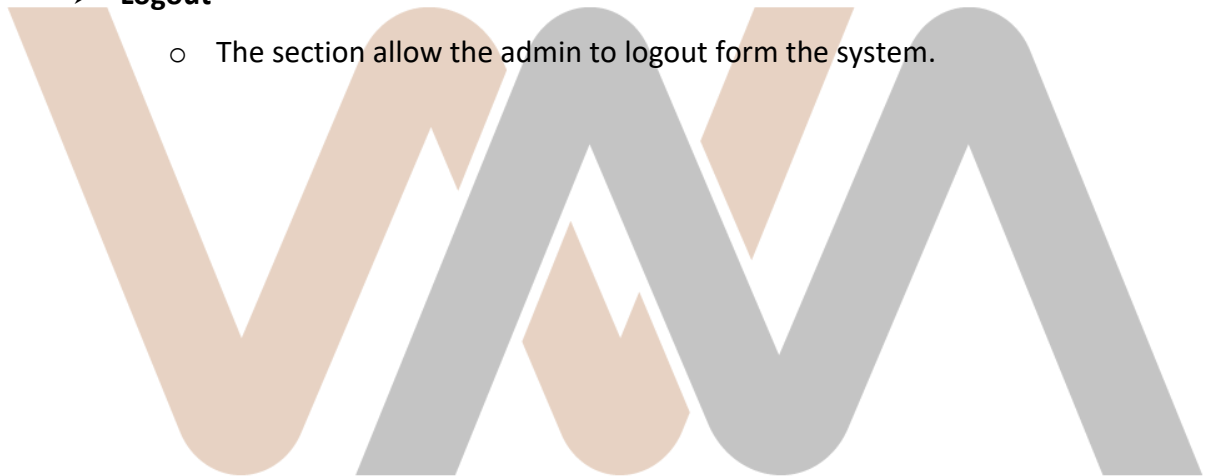 ➤ Logout
o The section allow the admin to logout form the system.